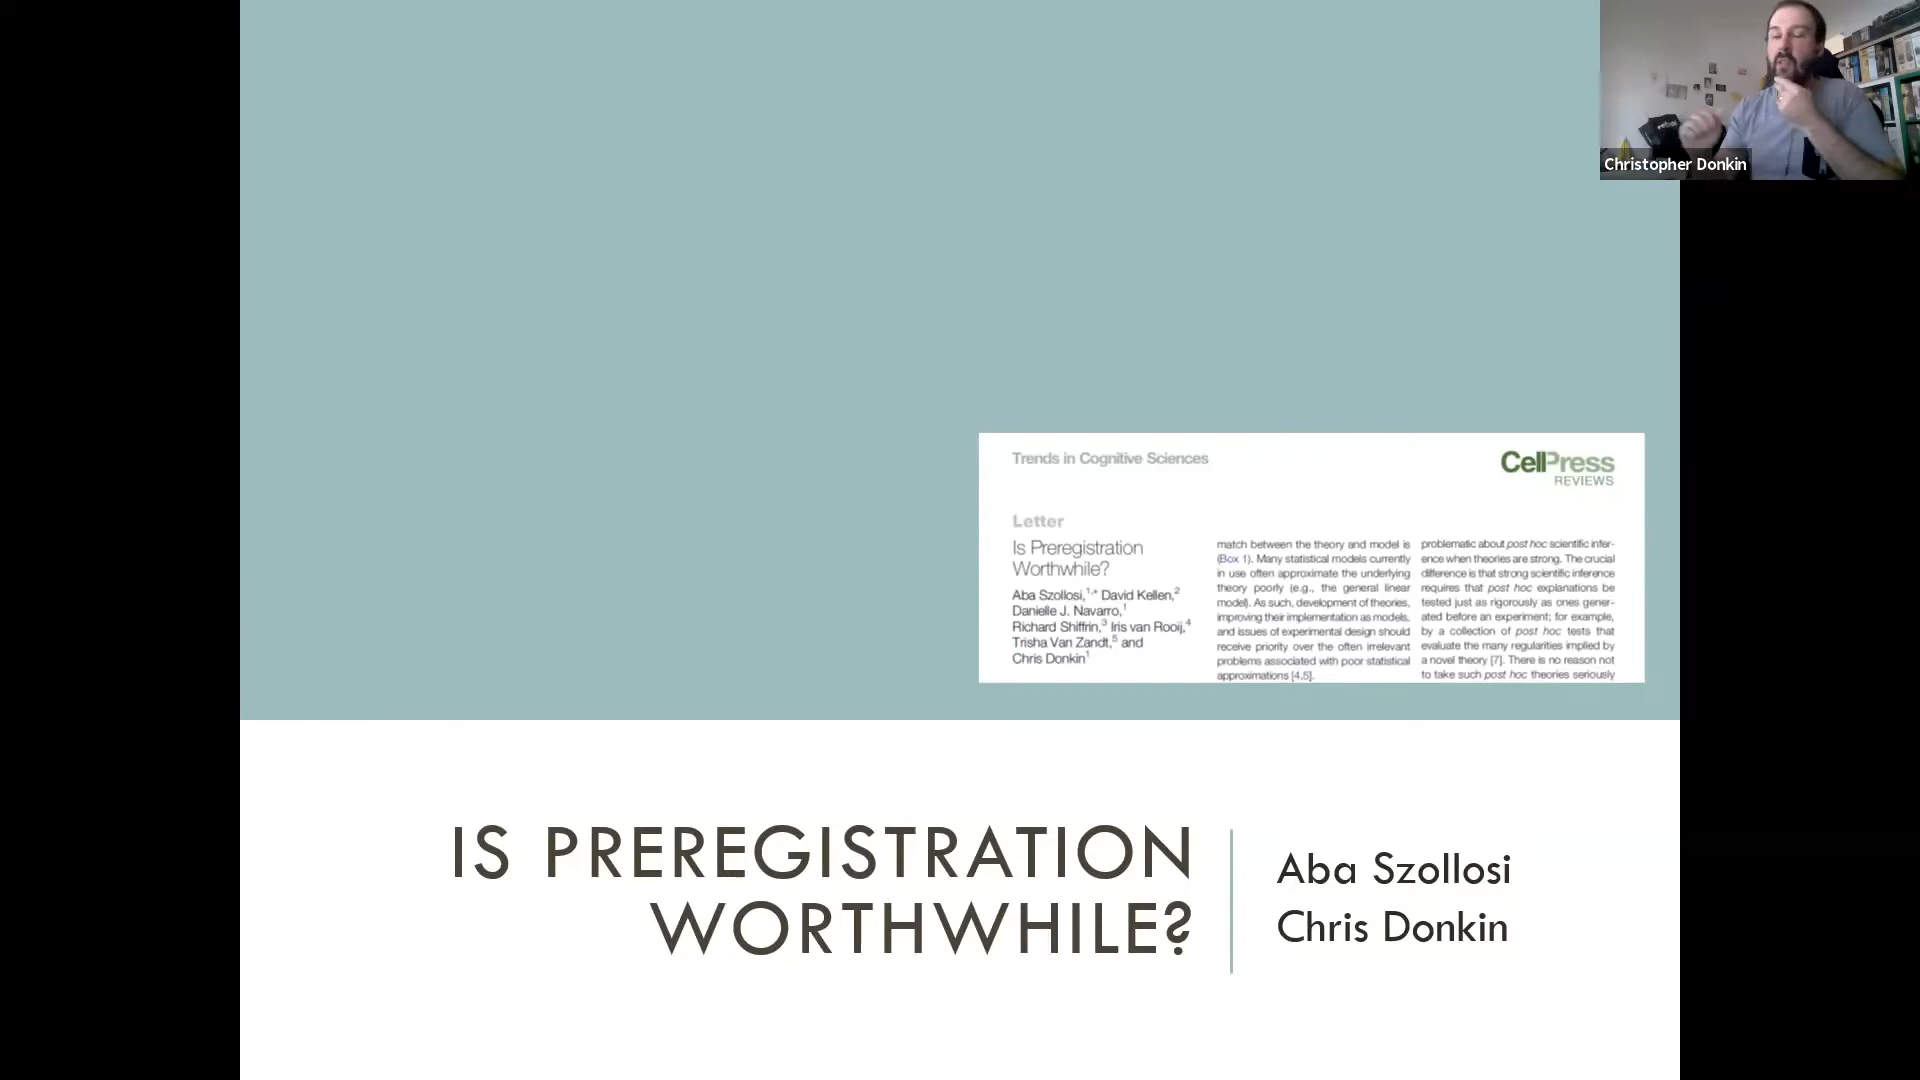 Christopher Donkin
Trends in Cognitive Sciences
CellPress
REVIEWS
Letter
Is Preregistration
Worthwhile?
Aba Szollosi,1,* David Kellen,2
Danielle J. Navarro,1
Richard Shiffrin,3 Iris van Rooij,4
Trisha Van Zandt,5 and
Chris Donkin1
match between the theory and model is
(Box 1). Many statistical models currently
in use often approximate the underlying
theory poorly (e.g., the general linear
model). As such, development of theories,
improving their implementation as models,
and issues of experimental design should
receive priority over the often irrelevant
problems associated with poor statistical
approximations [4,5].
problematic about post hoc scientific infer-
ence when theories are strong. The crucial
difference is that strong scientific inference
requires that post hoc explanations be
tested just as rigorously as ones gener-
ated before an experiment; for example,
by a collection of post hoc tests that
evaluate the many regularities implied by
a novel theory [7]. There is no reason not
to take such post hoc theories seriously
IS PREREGISTRATION
WORTHWHILE?
Aba Szollosi
Chris Donkin